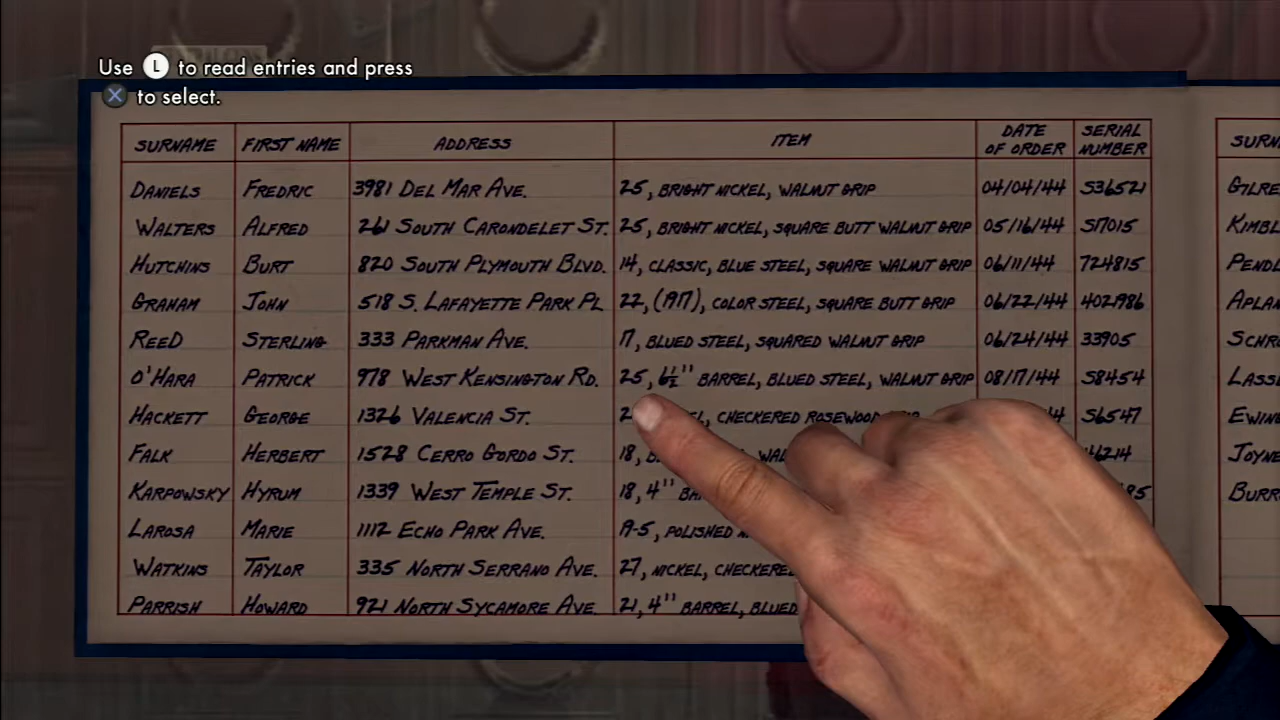 Use L to read entries and press
X to select.
SURNAME FIRST NAME ADDRESS ITEM DATE OF ORDER SERIAL NUMBER
DANIELS FREDRIC 3981 DEL MAR AVE. 25, BRIGHT NICKEL, WALNUT GRIP 04/04/44 S36521
WALTERS ALFRED 261 SOUTH CARONDELET ST. 25, BRIGHT NICKEL, SQUARE BUTT WALNUT GRIP 05/16/44 S17015
HUTCHINS BURT 820 SOUTH PLYMOUTH BLVD. 14, CLASSIC, BLUE STEEL, SQUARE WALNUT GRIP 06/11/44 724815
GRAHAM JOHN 518 S. LAFAYETTE PARK PL 22, (1917), COLOR STEEL, SQUARE BUTT GRIP 06/22/44 402986
REED STERLING 333 PARKMAN AVE. 17, BLUED STEEL, SQUARED WALNUT GRIP 06/24/44 33905
O'HARA PATRICK 978 WEST KENSINGTON RD. 25, 6½" BARREL, BLUED STEEL, WALNUT GRIP 08/17/44 S8454
HACKETT GEORGE 1326 VALENCIA ST. CHECKERED ROSEWOOD S6547
FALK HERBERT 1528 CERRO GORDO ST. 18,
KARPOWSKY HYRUM 1339 WEST TEMPLE ST. 18, 4"
LAROSA MARIE 1112 ECHO PARK AVE. 19-5, POLISHED
WATKINS TAYLOR 335 NORTH SERRANO AVE. 27, NICKEL, CHECKERED
PARRISH HOWARD 921 NORTH SYCAMORE AVE. 21, 4" BARREL, BLUED